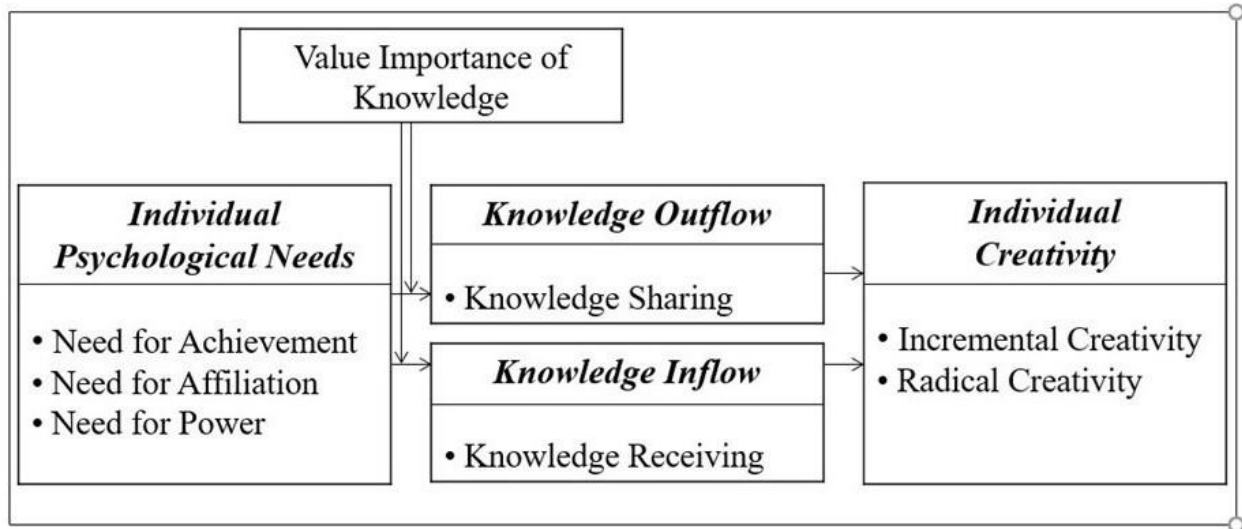 Value Importance of
Knowledge
Individual
Psychological Needs
• Need for Achievement
• Need for Affiliation
• Need for Power
Knowledge Outflow
• Knowledge Sharing
Knowledge Inflow
• Knowledge Receiving
Individual
Creativity
• Incremental Creativity
• Radical Creativity